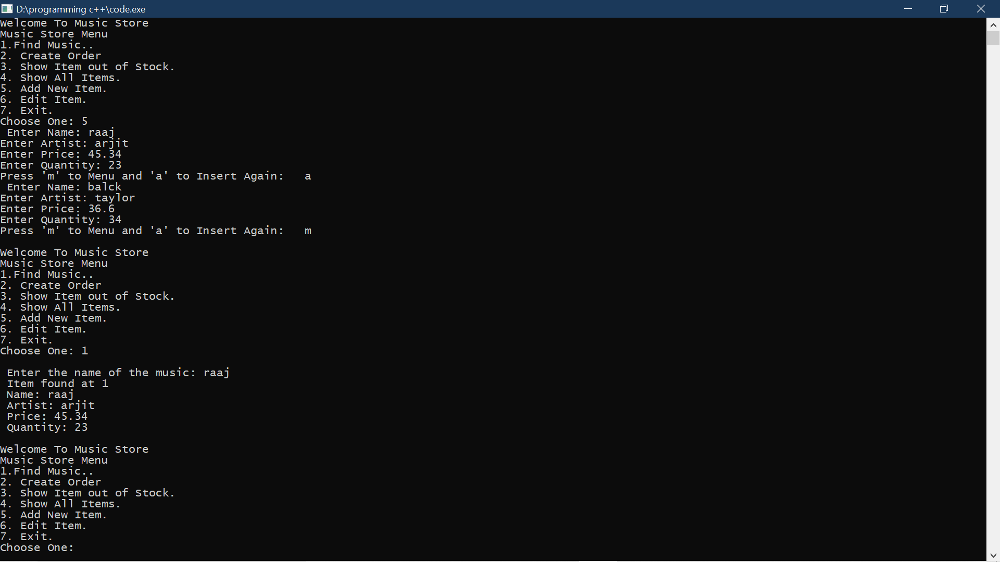 D:\programming c++\code.exe
Welcome To Music Store
Music Store Menu
1.Find Music..
2. Create Order
3. Show Item out of Stock.
4. Show All Items.
5. Add New Item.
6. Edit Item.
7. Exit.
Choose One: 5
 Enter Name: raaj
Enter Artist: arjit
Enter Price: 45.34
Enter Quantity: 23
Press 'm' to Menu and 'a' to Insert Again:   a
 Enter Name: balck
Enter Artist: taylor
Enter Price: 36.6
Enter Quantity: 34
Press 'm' to Menu and 'a' to Insert Again:   m

Welcome To Music Store
Music Store Menu
1.Find Music..
2. Create Order
3. Show Item out of Stock.
4. Show All Items.
5. Add New Item.
6. Edit Item.
7. Exit.
Choose One: 1

 Enter the name of the music: raaj
 Item found at 1
 Name: raaj
 Artist: arjit
 Price: 45.34
 Quantity: 23

Welcome To Music Store
Music Store Menu
1.Find Music..
2. Create Order
3. Show Item out of Stock.
4. Show All Items.
5. Add New Item.
6. Edit Item.
7. Exit.
Choose One: